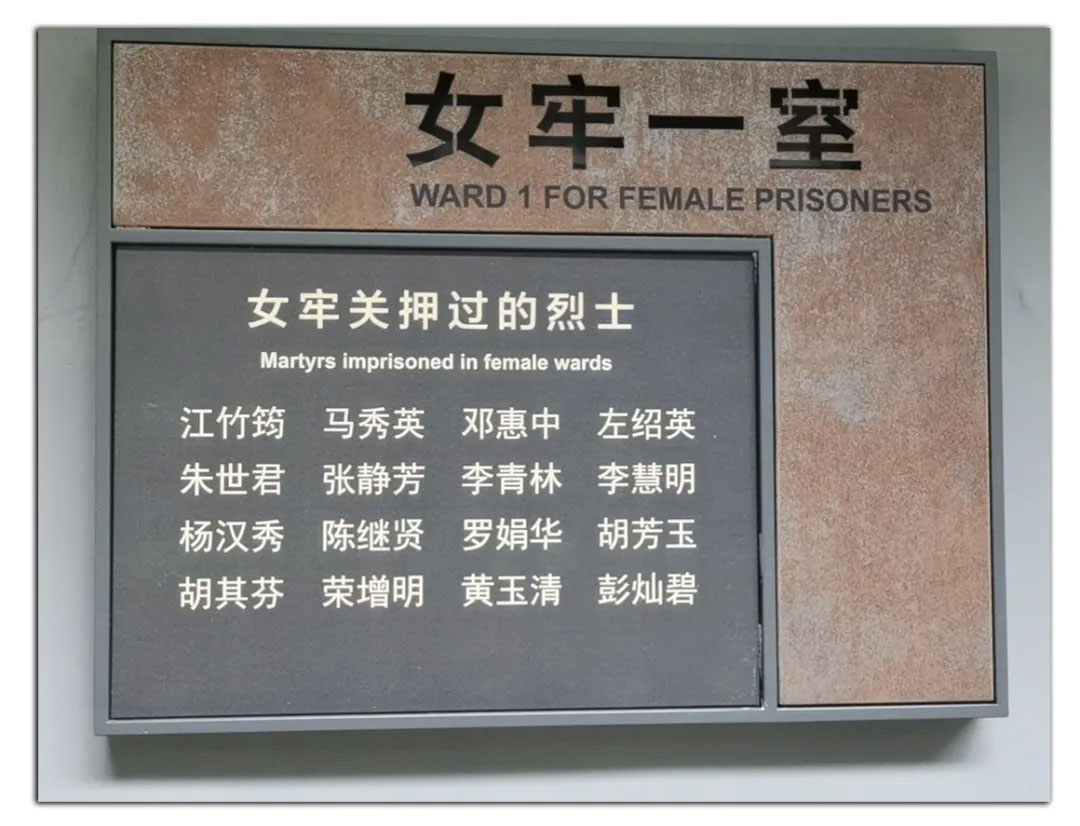 女牢一室
WARD 1 FOR FEMALE PRISONERS
女牢关押过的烈士
Martyrs imprisoned in female wards
江竹筠 马秀英 邓惠中 左绍英
朱世君 张静芳 李青林 李慧明
杨汉秀 陈继贤 罗娟华 胡芳玉
胡其芬 荣增明 黄玉清 彭灿碧